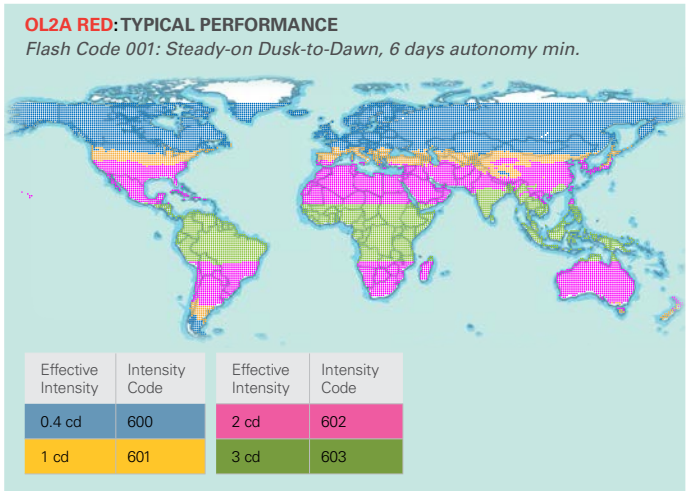 OL2A RED: TYPICAL PERFORMANCE
Flash Code 001: Steady-on Dusk-to-Dawn, 6 days autonomy min.
Effective Intensity Intensity Code
0.4 cd 600
1 cd 601
Effective Intensity Intensity Code
2 cd 602
3 cd 603